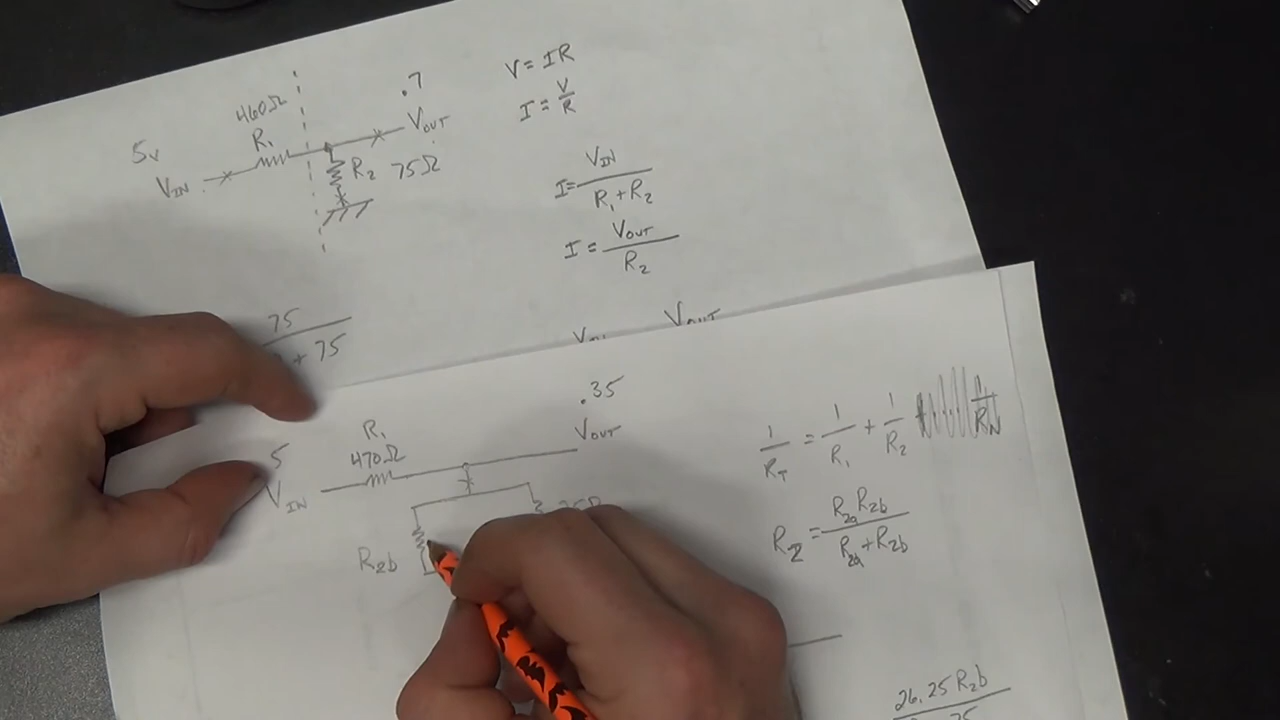 .7
V = IR
460Ω
R1
VOUT
I = V/R
5v
R2 75Ω
VIN
I = VIN / R1 + R2
I = VOUT / R2
75
+ 75
VOUT
.35
R1
470Ω
VOUT
1/RT = 1/R1 + 1/R2
5
VIN
R2 = R2a R2b / R2a + R2b
R2b
26.25 R2b